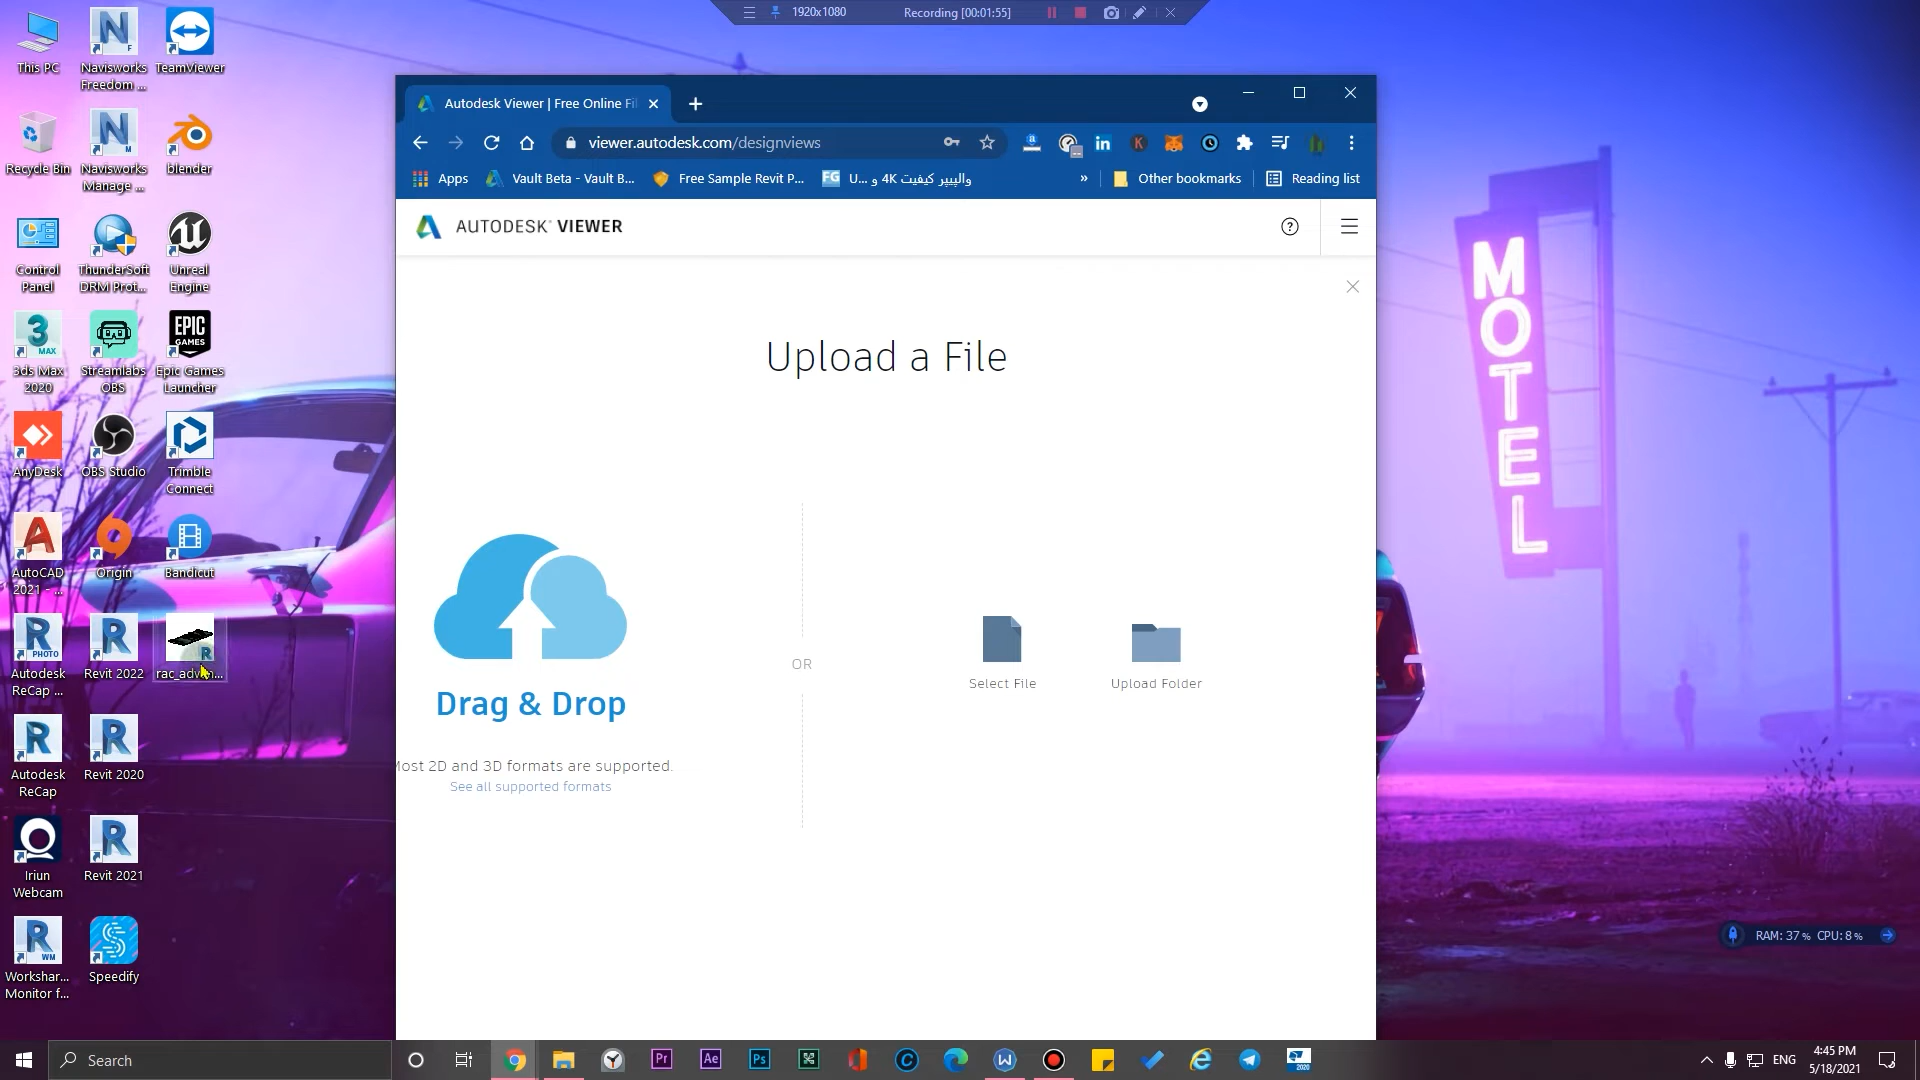 1920x1080
Recording [00:01:55]
This PC
Navisworks
Freedom ...
TeamViewer
Recycle Bin
Navisworks
Manage ...
blender
Control
Panel
ThunderSoft
DRM Prot...
Unreal
Engine
3ds Max
2020
Streamlabs
OBS
Epic Games
Launcher
AnyDesk
OBS Studio
Trimble
Connect
AutoCAD
2021 - ...
Origin
Bandicut
Autodesk
ReCap ...
Revit 2022
Autodesk
ReCap
Revit 2020
Iriun
Webcam
Revit 2021
Workshar...
Monitor f...
Speedify
Autodesk Viewer | Free Online Fil
viewer.autodesk.com/designviews
Apps
Vault Beta - Vault B...
Free Sample Revit P...
FG
والپیپر کیفیت 4K و ...U
»
Other bookmarks
Reading list
AUTODESK VIEWER
Upload a File
Drag & Drop
Most 2D and 3D formats are supported.
See all supported formats
OR
Select File
Upload Folder
MOTEL
RAM: 37 % CPU: 8 %
Search
ENG
4:45 PM
5/18/2021